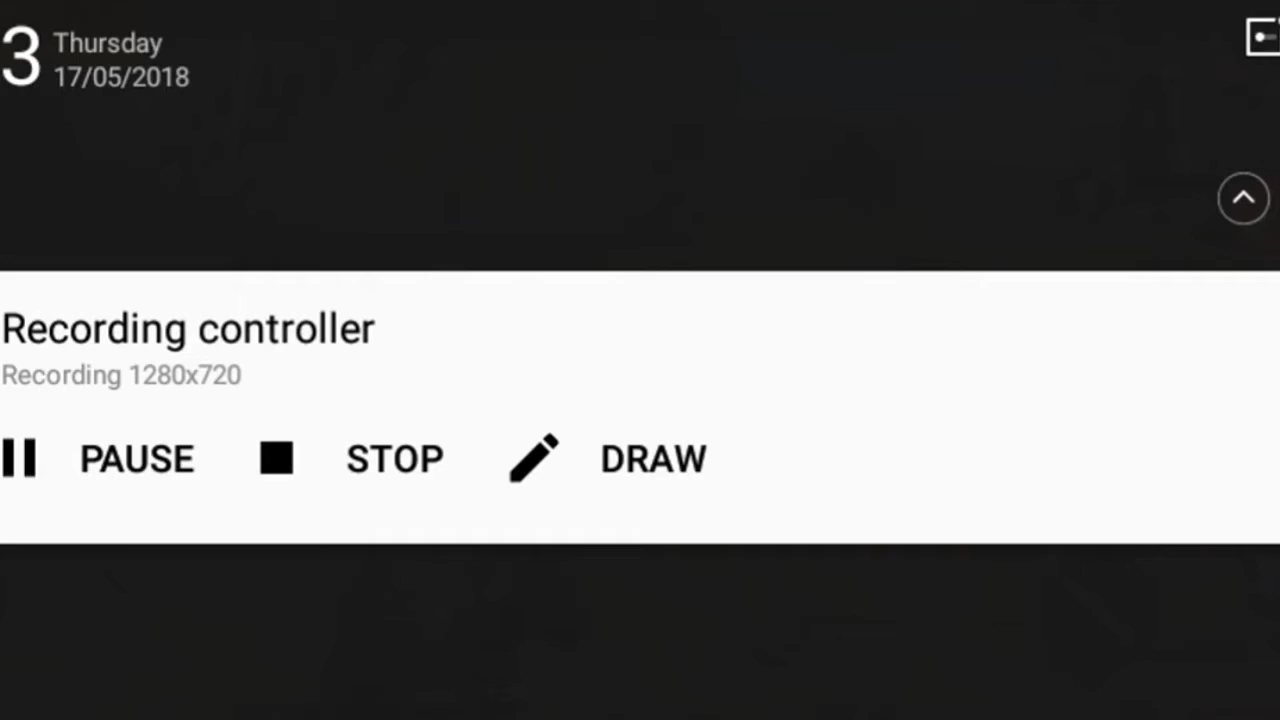 3
Thursday
17/05/2018
Recording controller
Recording 1280x720
PAUSE STOP DRAW